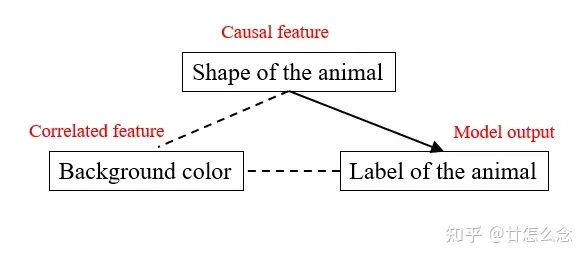 Causal feature
Shape of the animal
Correlated feature
Model output
Background color
Label of the animal
知乎 @廿怎么念